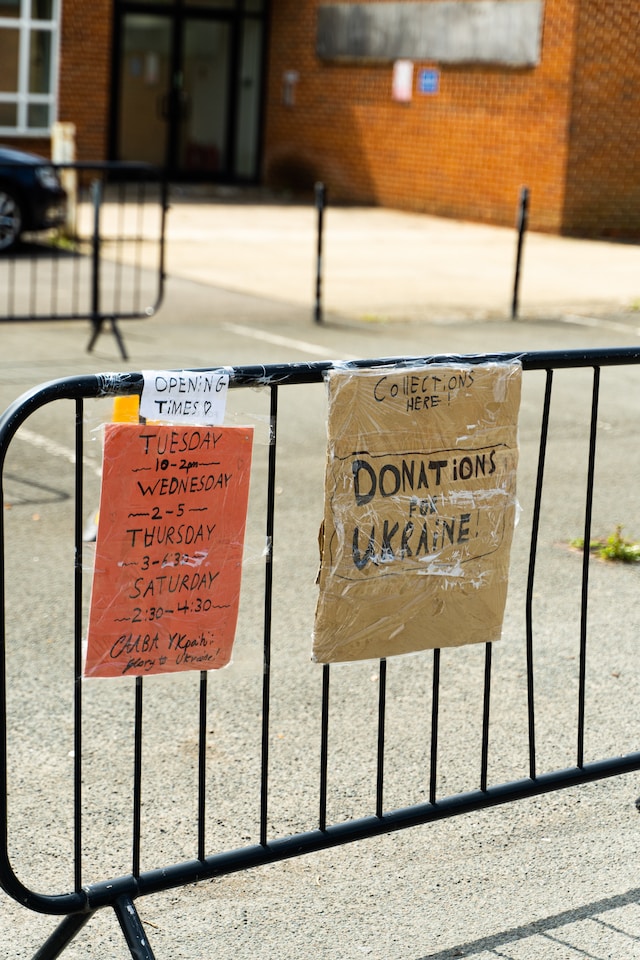 OPENING
TIMES
TUESDAY
10-2pm
WEDNESDAY
2-5
THURSDAY
3-6:30
SATURDAY
2:30-4:30
СЛАВА УКраїні
glory to Ukraine!
COLLECTIONS
HERE!
DONATIONS
FOR
UKRAINE!